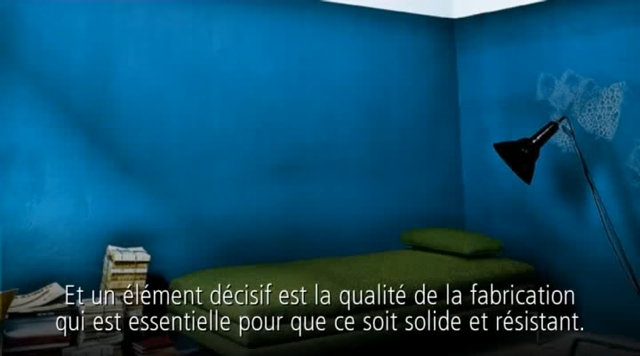 Et un élément décisif est la qualité de la fabrication
qui est essentielle pour que ce soit solide et résistant.